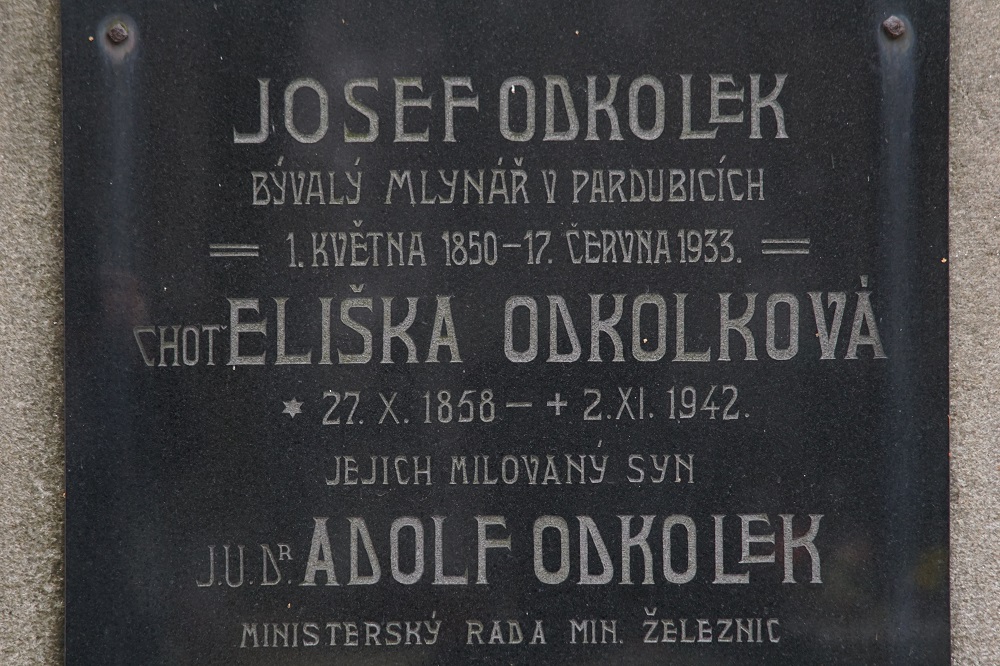 JOSEF ODKOLEK
BÝVALÝ MLYNÁŘ V PARDUBICÍCH
1. KVĚTNA 1850 – 17. ČERVNA 1933.
CHOŤ ELIŠKA ODKOLKOVÁ
* 27. X. 1858 – + 2. XI. 1942.
JEJICH MILOVANÝ SYN
J.U.DR. ADOLF ODKOLEK
MINISTERSKÝ RADA MIN. ŽELEZNIC